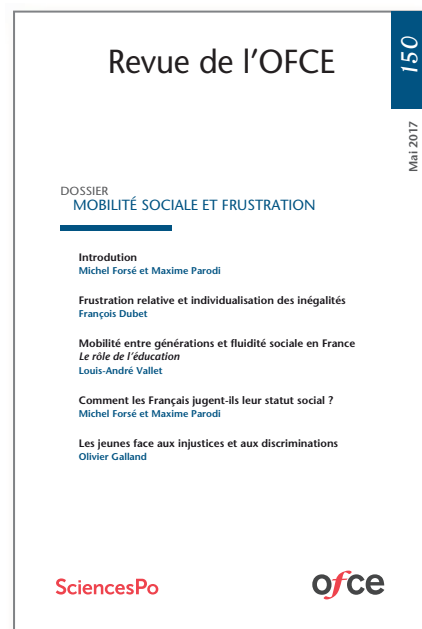 Revue de l'OFCE
150
Mai 2017
DOSSIER
MOBILITÉ SOCIALE ET FRUSTRATION
Introdution
Michel Forsé et Maxime Parodi
Frustration relative et individualisation des inégalités
François Dubet
Mobilité entre générations et fluidité sociale en France
Le rôle de l'éducation
Louis-André Vallet
Comment les Français jugent-ils leur statut social ?
Michel Forsé et Maxime Parodi
Les jeunes face aux injustices et aux discriminations
Olivier Galland
SciencesPo
ofce